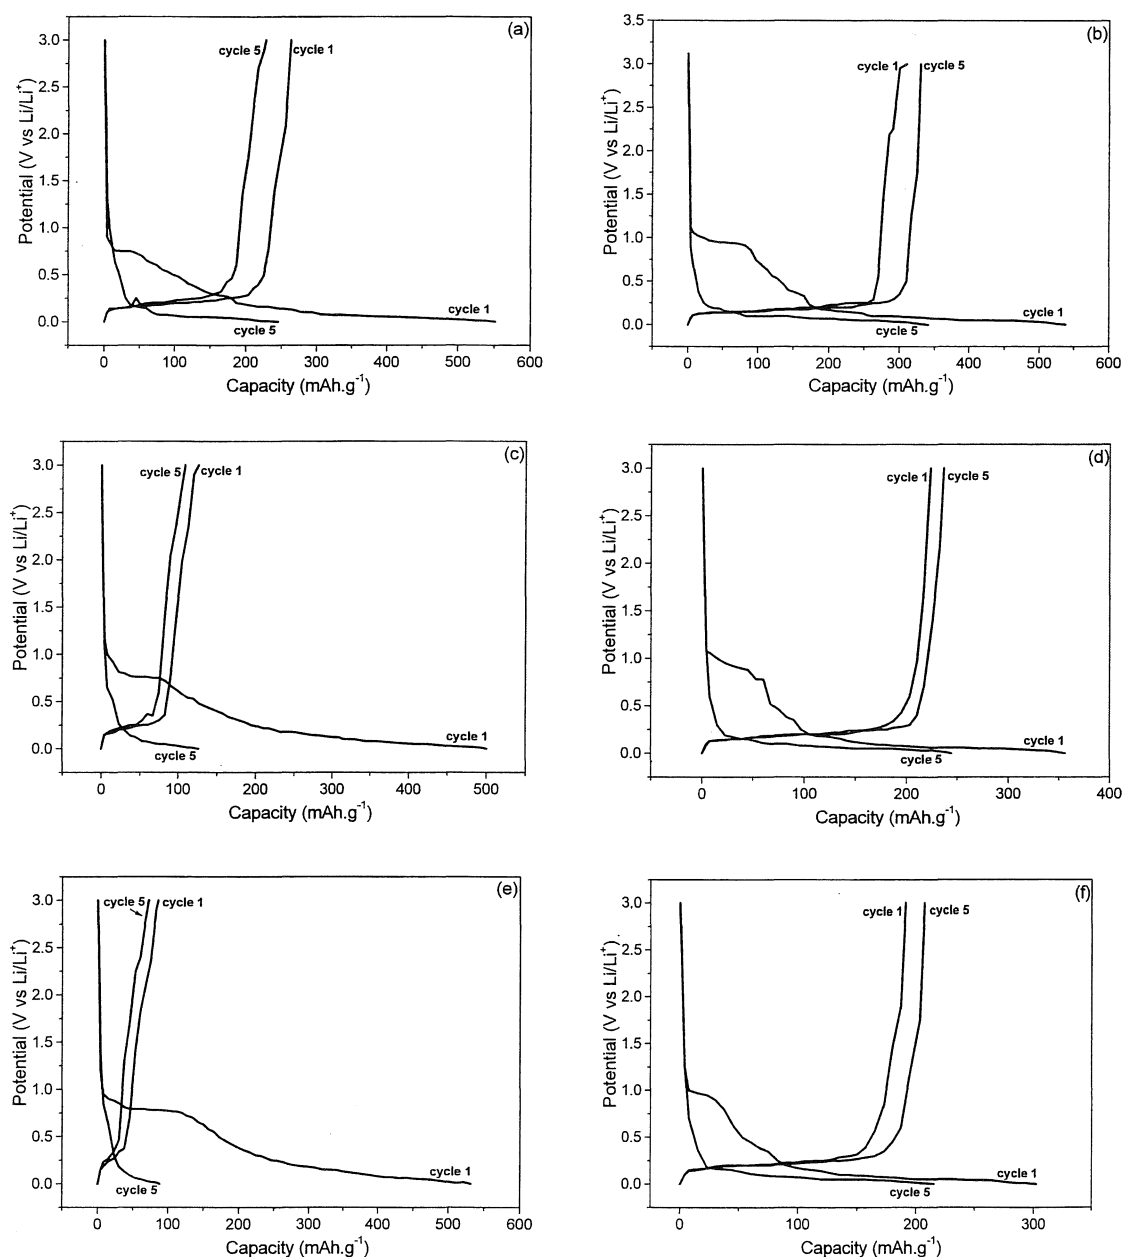 (a)
Potential (V vs Li/Li⁺)
3.0
2.5
2.0
1.5
1.0
0.5
0.0
cycle 5
cycle 1
cycle 1
cycle 5
0 100 200 300 400 500 600
Capacity (mAh.g⁻¹)
(b)
Potential (V vs Li/Li⁺)
3.5
3.0
2.5
2.0
1.5
1.0
0.5
0.0
cycle 1
cycle 5
cycle 1
cycle 5
0 100 200 300 400 500 600
Capacity (mAh.g⁻¹)
(c)
Potential (V vs Li/Li⁺)
3.0
2.5
2.0
1.5
1.0
0.5
0.0
cycle 5
cycle 1
cycle 1
cycle 5
0 100 200 300 400 500
Capacity (mAh.g⁻¹)
(d)
Potential (V vs Li/Li⁺)
3.0
2.5
2.0
1.5
1.0
0.5
0.0
cycle 1
cycle 5
cycle 1
cycle 5
0 100 200 300 400
Capacity (mAh.g⁻¹)
(e)
Potential (V vs Li/Li⁺)
3.0
2.5
2.0
1.5
1.0
0.5
0.0
cycle 5
cycle 1
cycle 1
cycle 5
0 100 200 300 400 500 600
Capacity (mAh.g⁻¹)
(f)
Potential (V vs Li/Li⁺)
3.0
2.5
2.0
1.5
1.0
0.5
0.0
cycle 1
cycle 5
cycle 1
cycle 5
0 100 200 300
Capacity (mAh.g⁻¹)